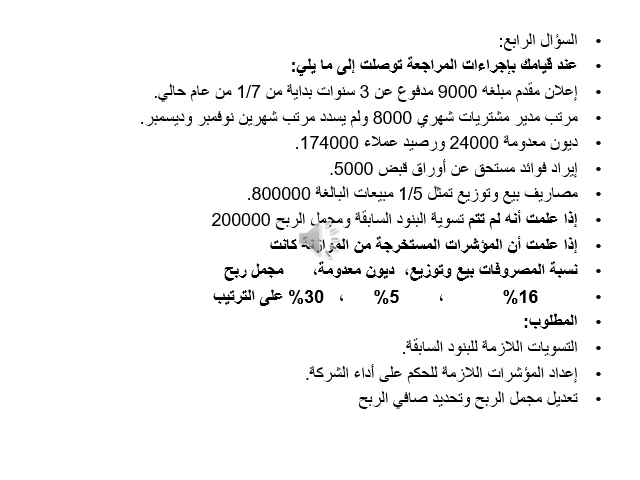 السؤال الرابع:
عند قيامك بإجراءات المراجعة توصلت إلى ما يلي:
إعلان مقدم مبلغه 9000 مدفوع عن 3 سنوات بداية من 1/7 من عام حالي.
مرتب مدير مشتريات شهري 8000 ولم يسدد مرتب شهرين نوفمبر وديسمبر.
ديون معدومة 24000 ورصيد عملاء 174000.
إيراد فوائد مستحق عن أوراق قبض 5000.
مصاريف بيع وتوزيع تمثل 1/5 مبيعات البالغة 800000.
إذا علمت أنه لم تتم تسوية البنود السابقة ومجمل الربح 200000
إذا علمت أن المؤشرات المستخرجة من الموازنة كانت
نسبة المصروفات بيع وتوزيع، ديون معدومة، مجمل ربح
16% ، 5% ، 30% على الترتيب
المطلوب:
التسويات اللازمة للبنود السابقة.
إعداد المؤشرات اللازمة للحكم على أداء الشركة.
تعديل مجمل الربح وتحديد صافي الربح